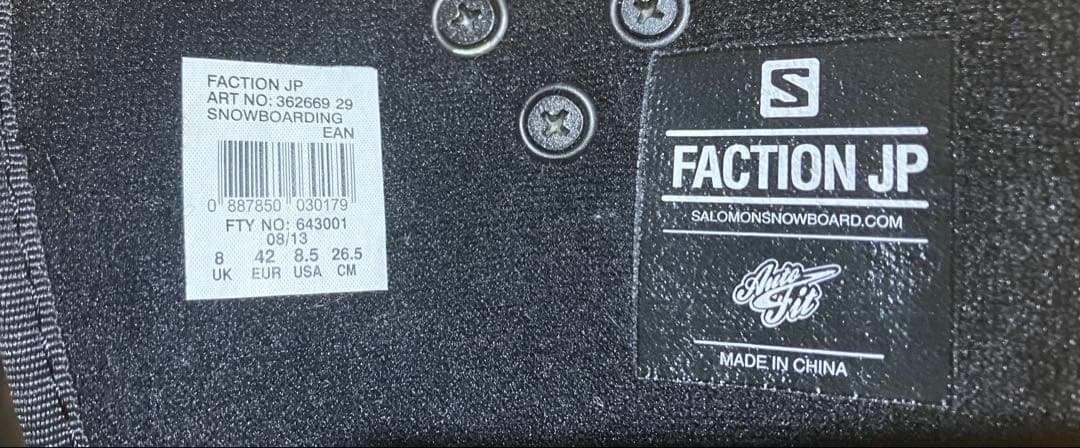 FACTION JP
ART NO: 362669 29
SNOWBOARDING
EAN
0 887850 030179
FTY NO: 643001
08/13
8 42 8.5 26.5
UK EUR USA CM
S
FACTION JP
SALOMONSNOWBOARD.COM
Auto
Fit
MADE IN CHINA